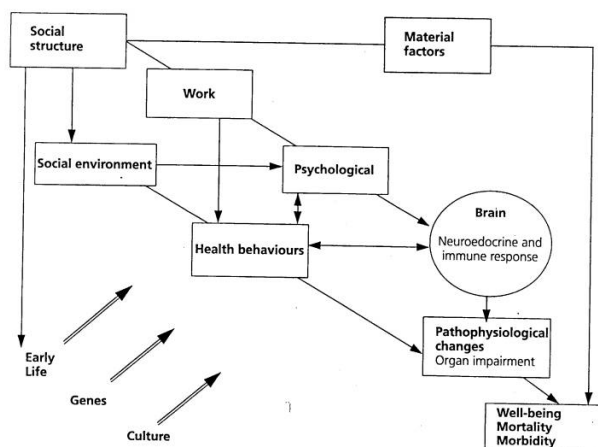 Social
structure
Material
factors
Work
Social environment
Psychological
Brain
Neuroedocrine and
immune response
Health behaviours
Pathophysiological
changes
Organ impairment
Early
Life
Genes
Culture
Well-being
Mortality
Morbidity